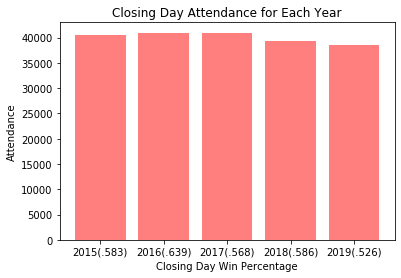 Closing Day Attendance for Each Year
40000
35000
30000
25000
20000
15000
10000
5000
0
Attendance
2015(.583) 2016(.639) 2017(.568) 2018(.586) 2019(.526)
Closing Day Win Percentage